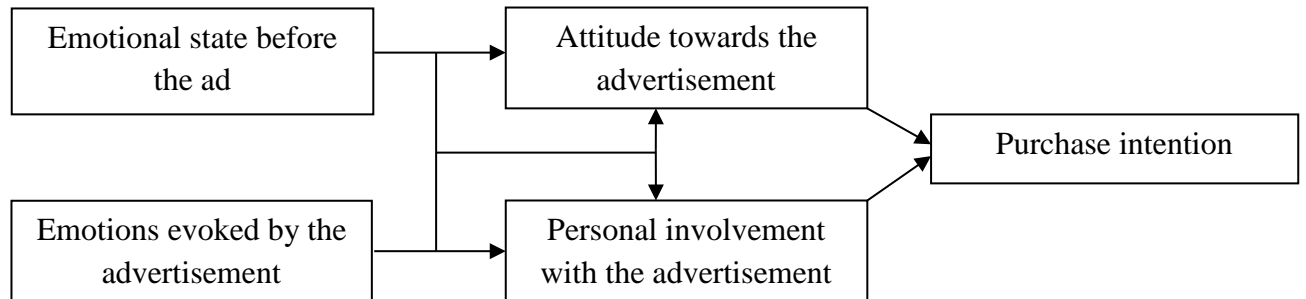 Emotional state before
the ad
Attitude towards the
advertisement
Purchase intention
Emotions evoked by the
advertisement
Personal involvement
with the advertisement